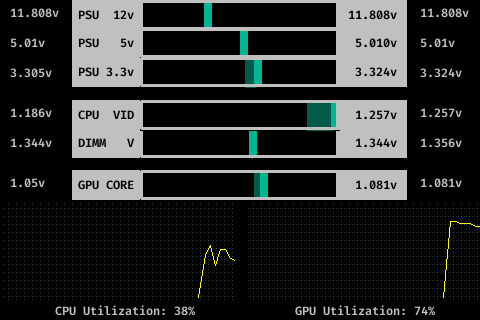 11.808v PSU 12v 11.808v 11.808v
5.01v PSU 5v 5.010v 5.01v
3.305v PSU 3.3v 3.324v 3.324v
1.186v CPU VID 1.257v 1.257v
1.344v DIMM V 1.344v 1.356v
1.05v GPU CORE 1.081v 1.081v
CPU Utilization: 38% GPU Utilization: 74%